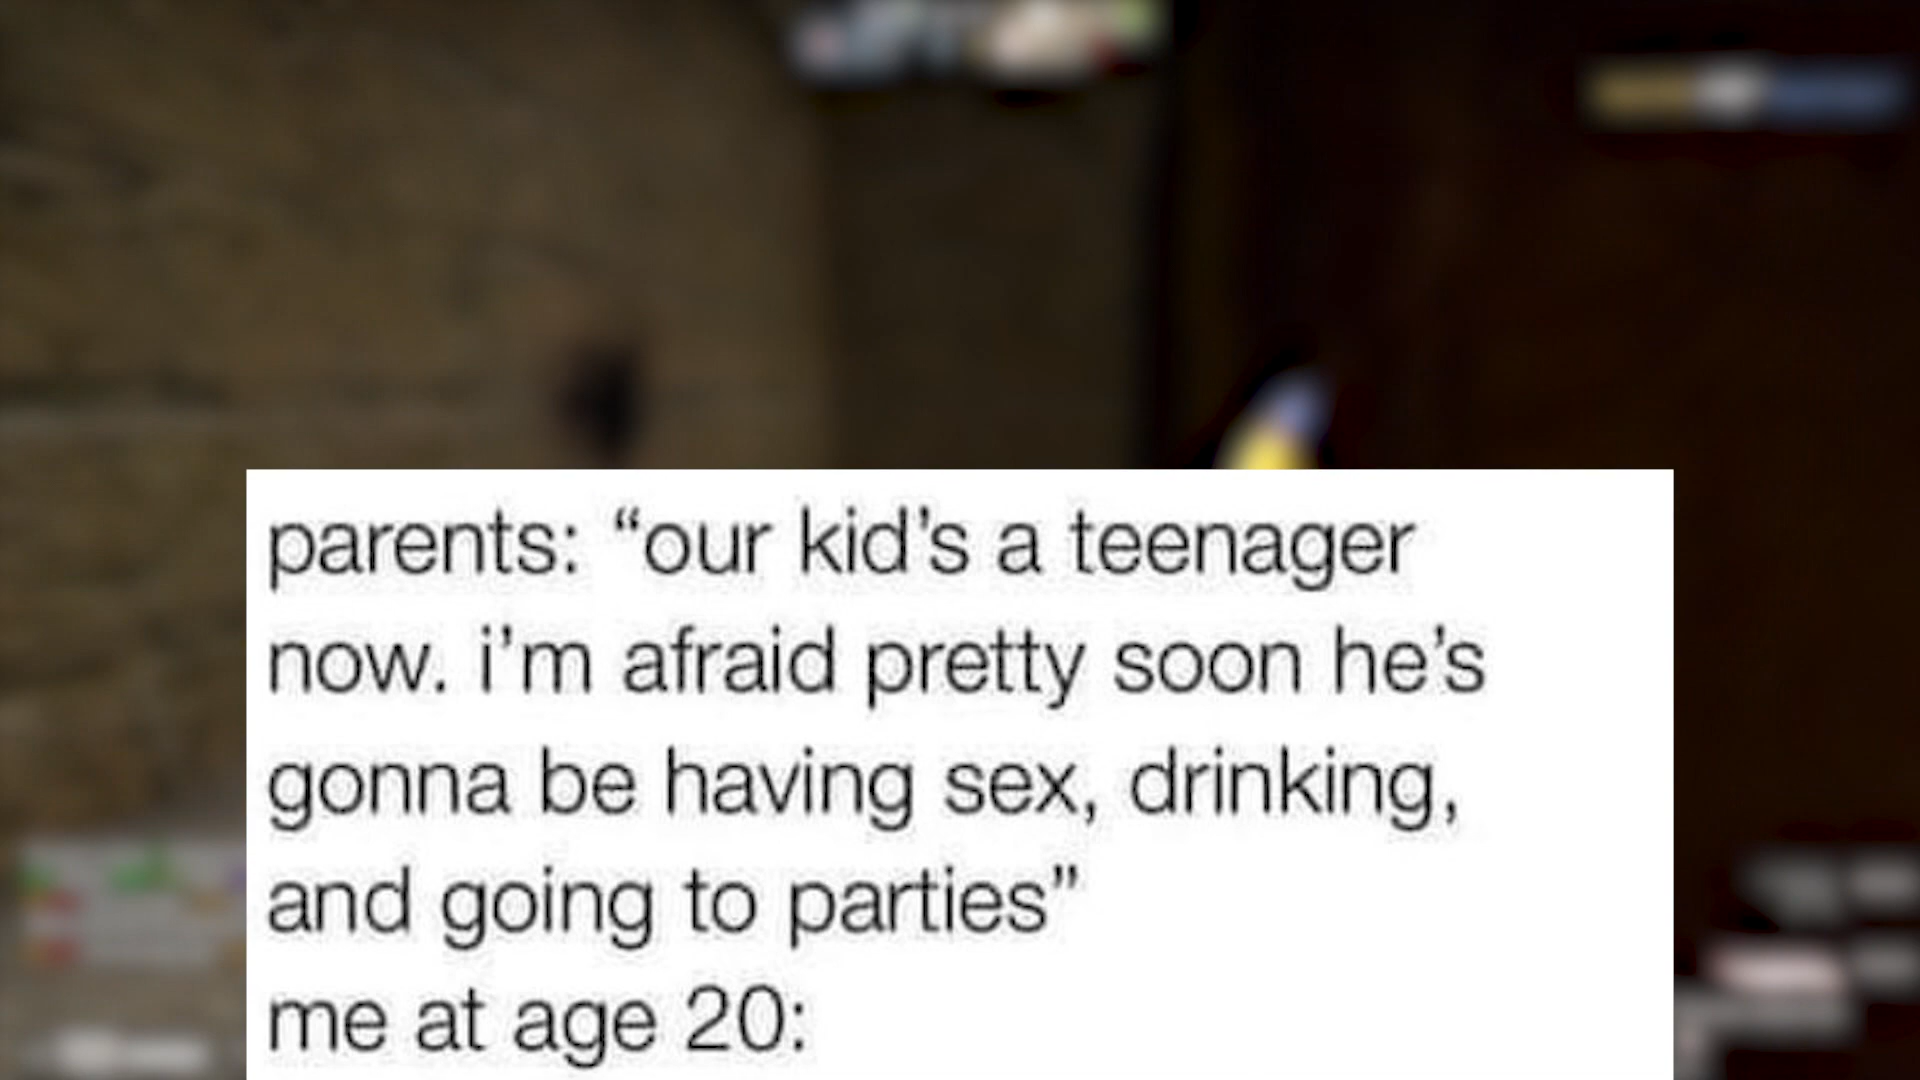 parents: “our kid’s a teenager
now. i’m afraid pretty soon he’s
gonna be having sex, drinking,
and going to parties”
me at age 20: